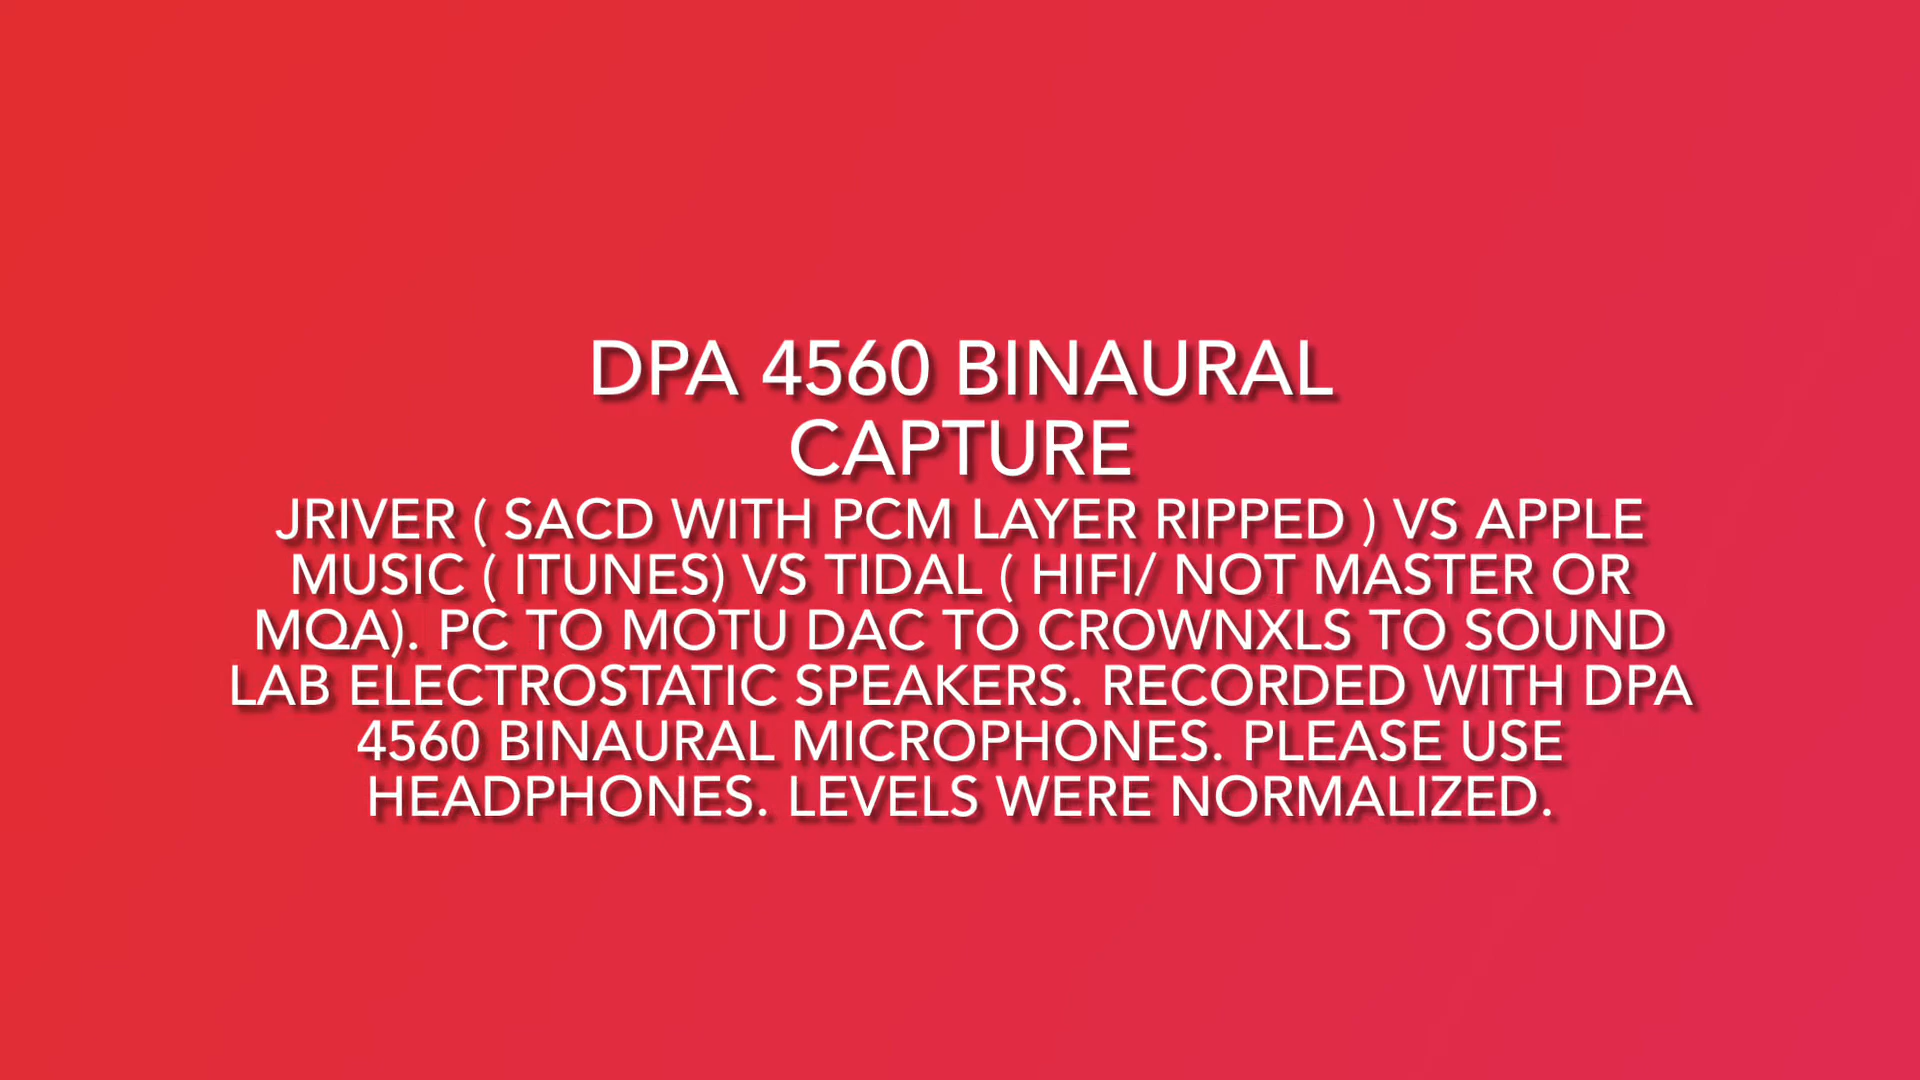 DPA 4560 BINAURAL
CAPTURE
JRIVER ( SACD WITH PCM LAYER RIPPED ) VS APPLE
MUSIC ( ITUNES) VS TIDAL ( HIFI/ NOT MASTER OR
MQA). PC TO MOTU DAC TO CROWNXLS TO SOUND
LAB ELECTROSTATIC SPEAKERS. RECORDED WITH DPA
4560 BINAURAL MICROPHONES. PLEASE USE
HEADPHONES. LEVELS WERE NORMALIZED.